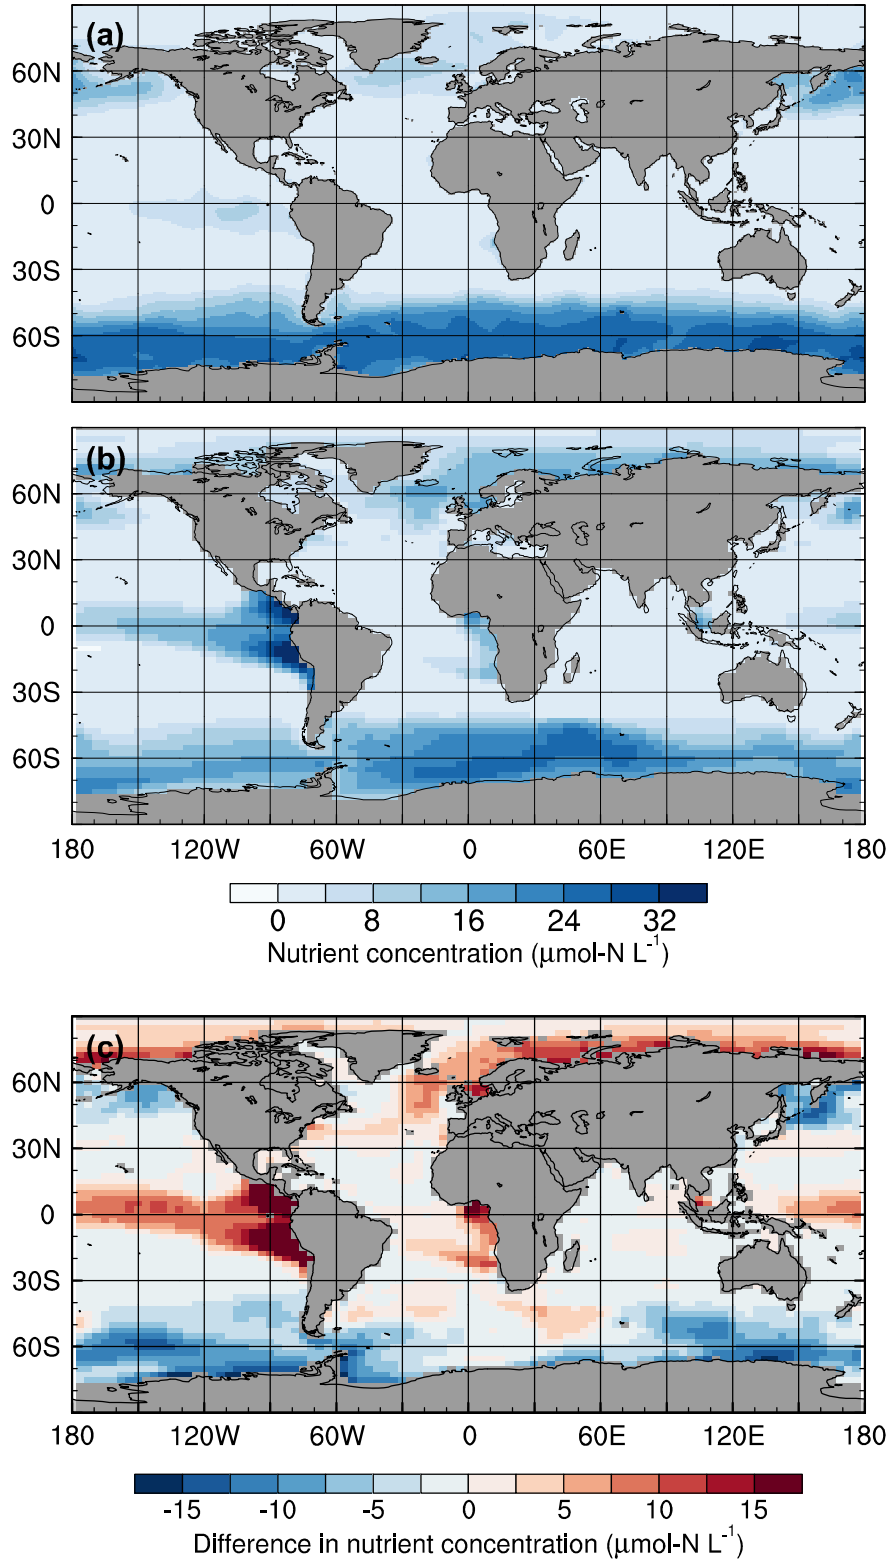 (a)
60N
30N
0
30S
60S
(b)
60N
30N
0
30S
60S
180 120W 60W 0 60E 120E 180
0 8 16 24 32
Nutrient concentration (μmol-N L⁻¹)
(c)
60N
30N
0
30S
60S
180 120W 60W 0 60E 120E 180
-15 -10 -5 0 5 10 15
Difference in nutrient concentration (μmol-N L⁻¹)